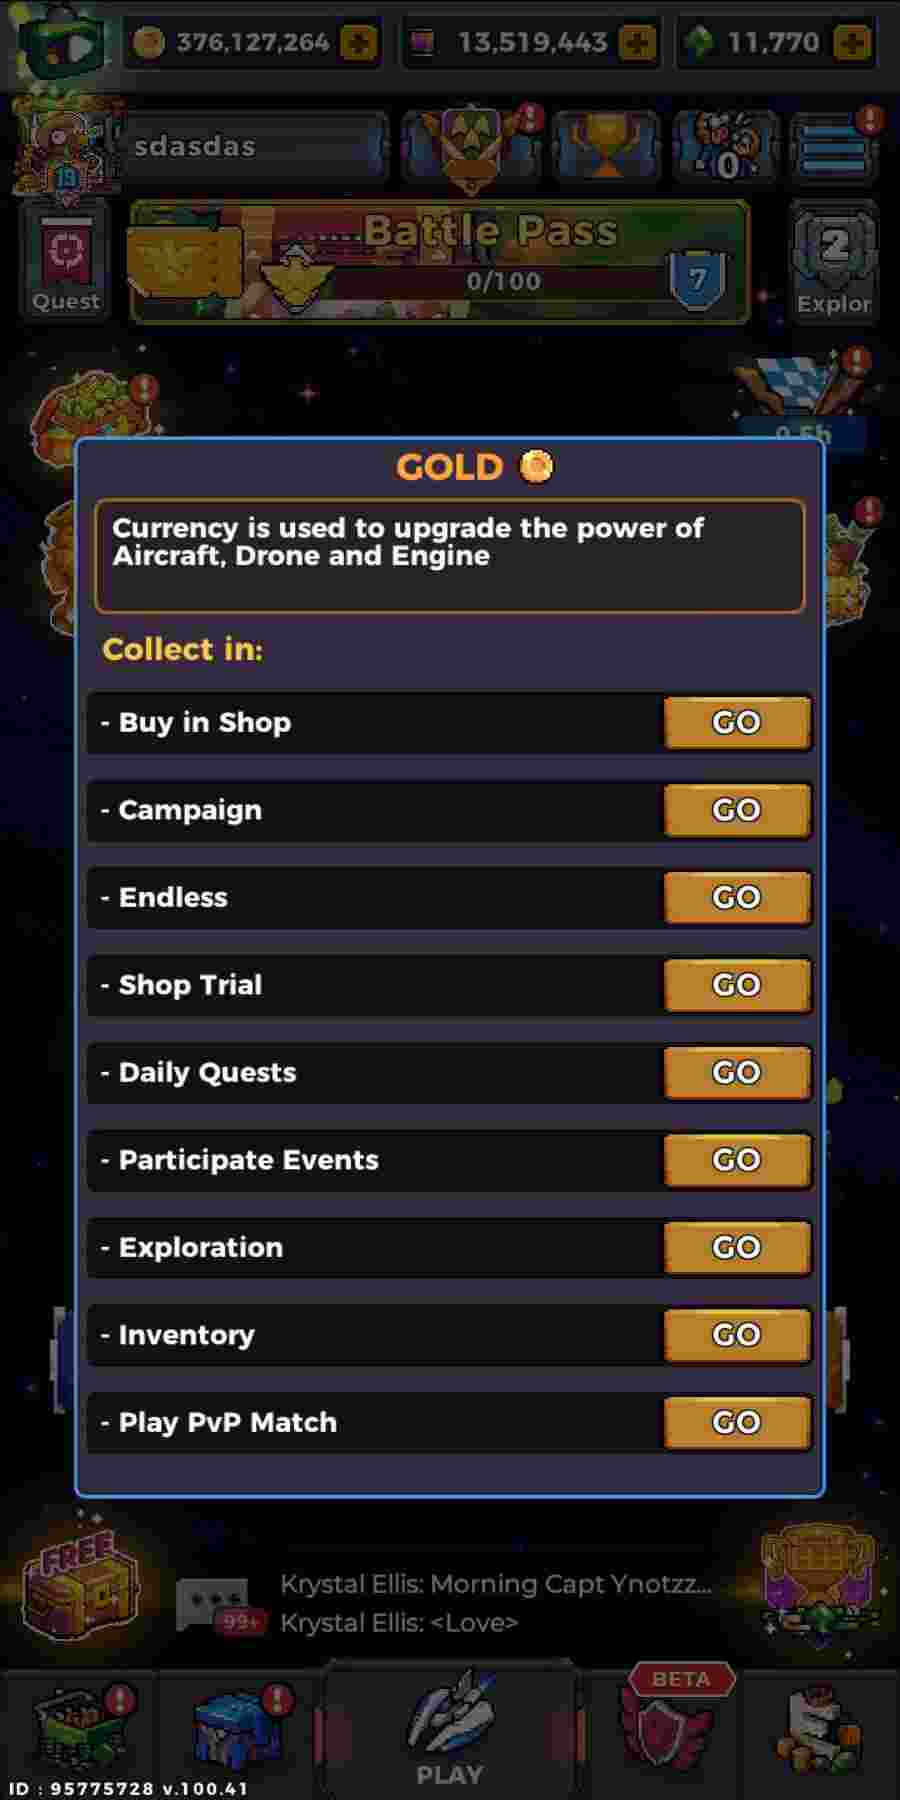 376,127,264
13,519,443
11,770
sdasdas
0
19
Battle Pass
Quest
0/100
7
2
Explor
GOLD
Currency is used to upgrade the power of
Aircraft, Drone and Engine
Collect in:
- Buy in Shop GO
- Campaign GO
- Endless GO
- Shop Trial GO
- Daily Quests GO
- Participate Events GO
- Exploration GO
- Inventory GO
- Play PvP Match GO
FREE
Krystal Ellis: Morning Capt Ynotzz...
99+
Krystal Ellis: <Love>
BETA
PLAY
ID : 95775728 v.100.41